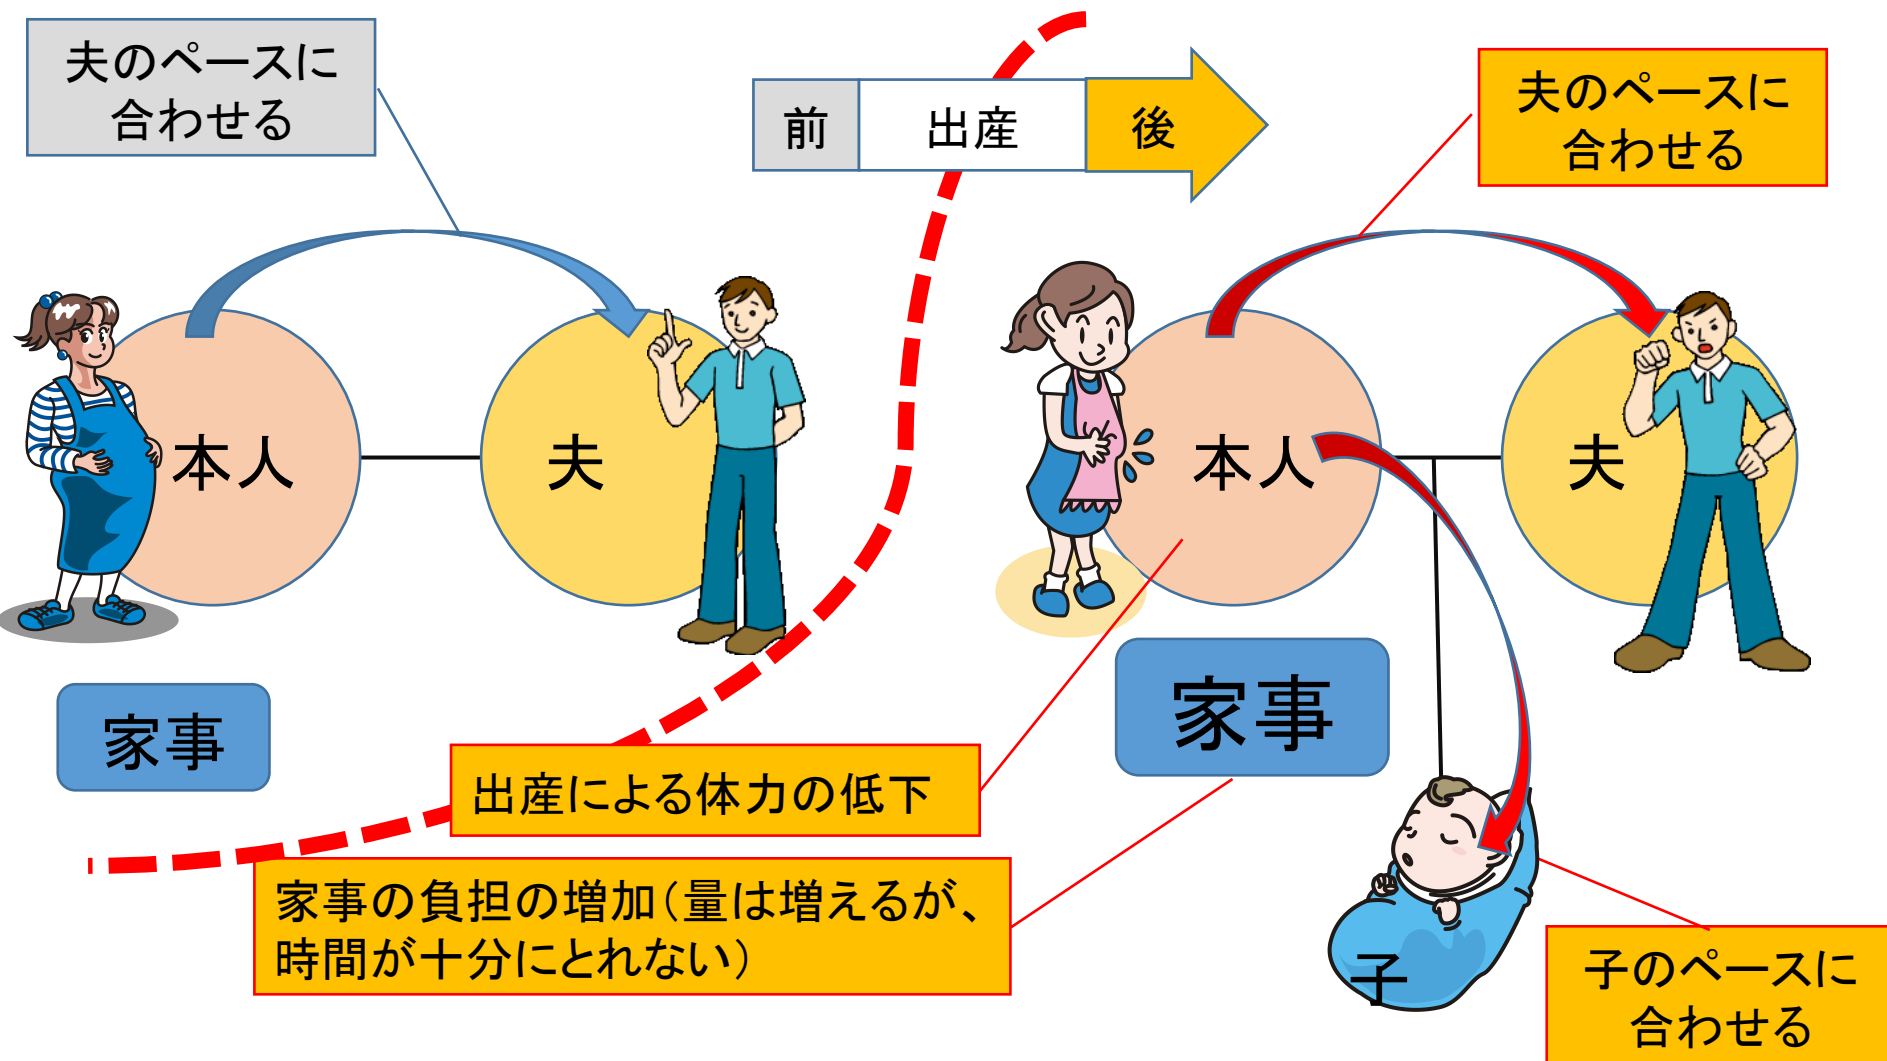 夫のペースに
合わせる
前
出産
後
夫のペースに
合わせる
本人
夫
本人
夫
家事
家事
出産による体力の低下
家事の負担の増加（量は増えるが、
時間が十分にとれない）
子
子のペースに
合わせる